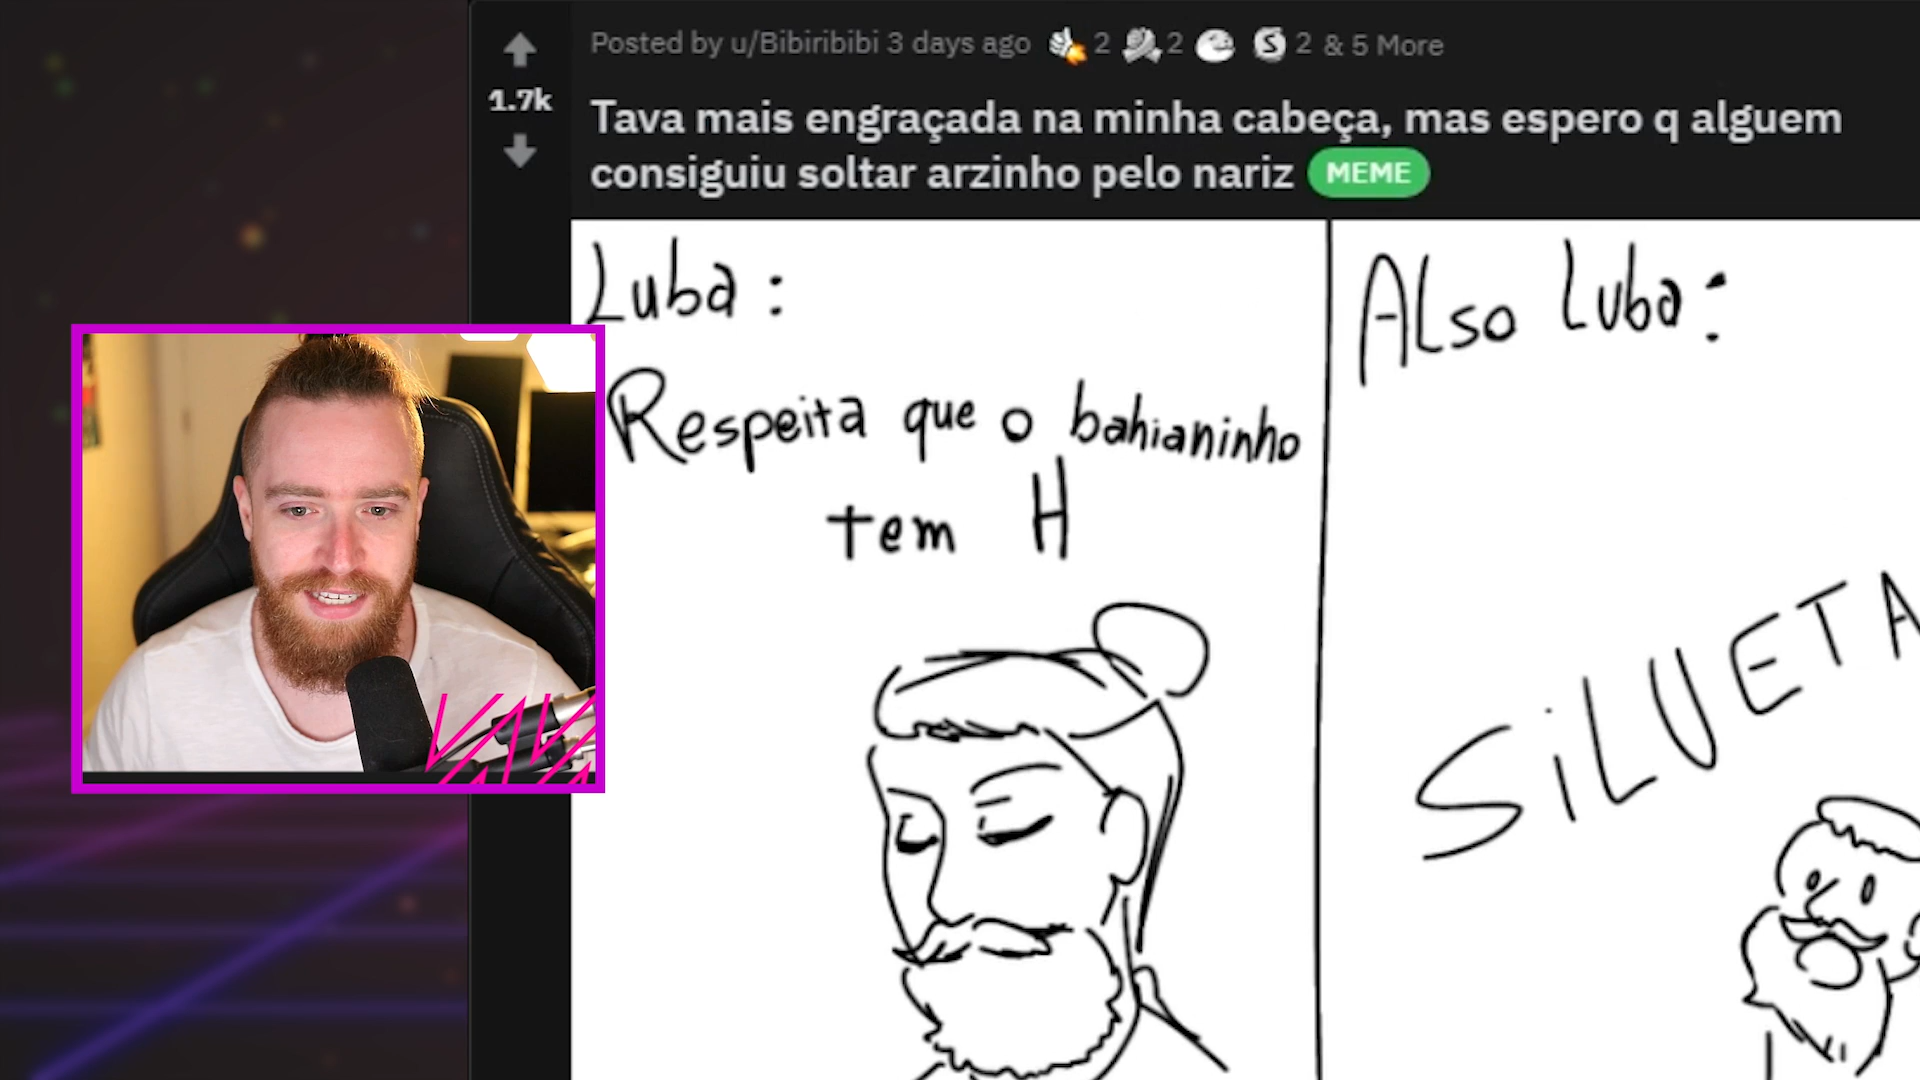 Posted by u/Bibiribibi 3 days ago 2 2 2 & 5 More
1.7k
Tava mais engraçada na minha cabeça, mas espero q alguem
consiguiu soltar arzinho pelo nariz MEME
Luba:
Respeita que o bahianinho
tem H
Also Luba:
SiLUETA